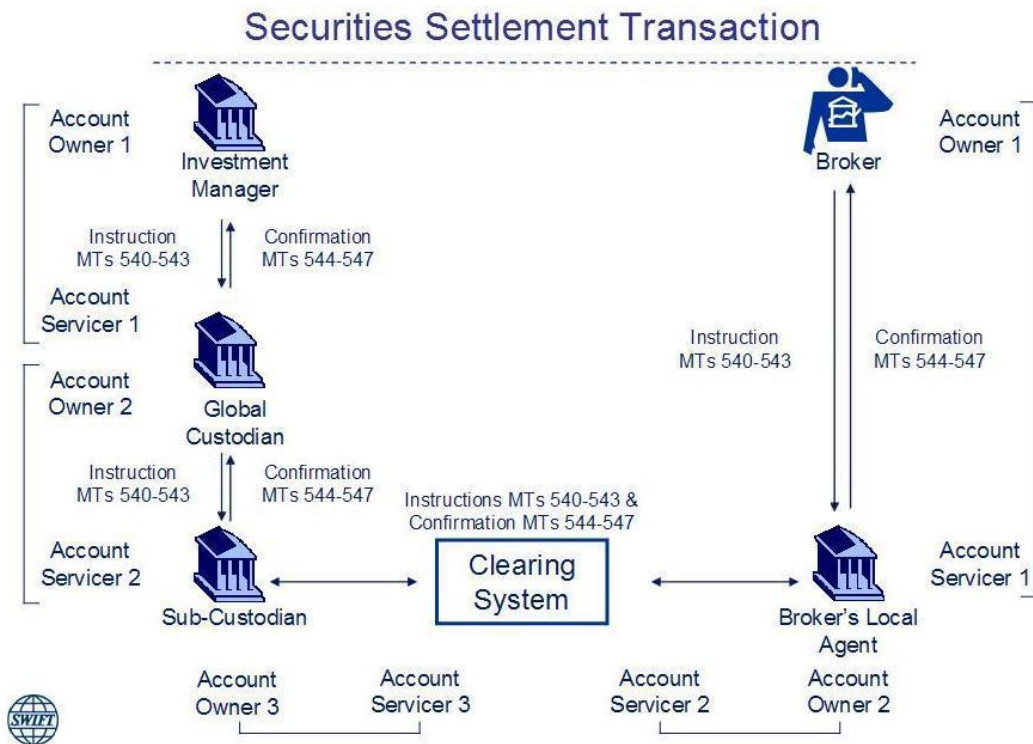 Securities Settlement Transaction
Account
Owner 1
Investment
Manager
Broker
Account
Owner 1
Instruction
MTs 540-543
Confirmation
MTs 544-547
Account
Servicer 1
Account
Owner 2
Global
Custodian
Instruction
MTs 540-543
Confirmation
MTs 544-547
Instruction
MTs 540-543
Confirmation
MTs 544-547
Instructions MTs 540-543 &
Confirmation MTs 544-547
Account
Servicer 2
Sub-Custodian
Clearing
System
Broker's Local
Agent
Account
Servicer 1
Account
Owner 3
Account
Servicer 3
Account
Servicer 2
Account
Owner 2
SWIFT